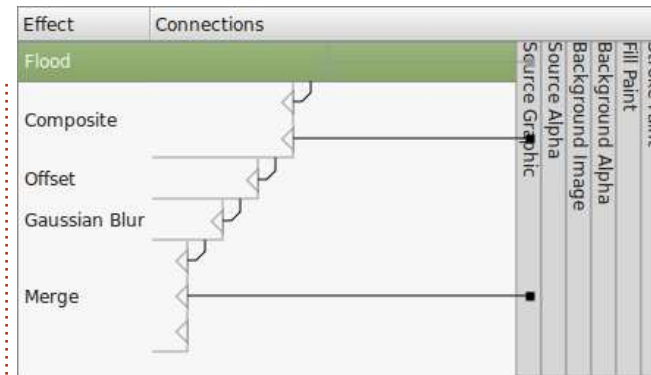 Effect Connections
Flood
Composite
Offset
Gaussian Blur
Merge
Source Graphic
Source Alpha
Background Image
Background Alpha
Fill Paint